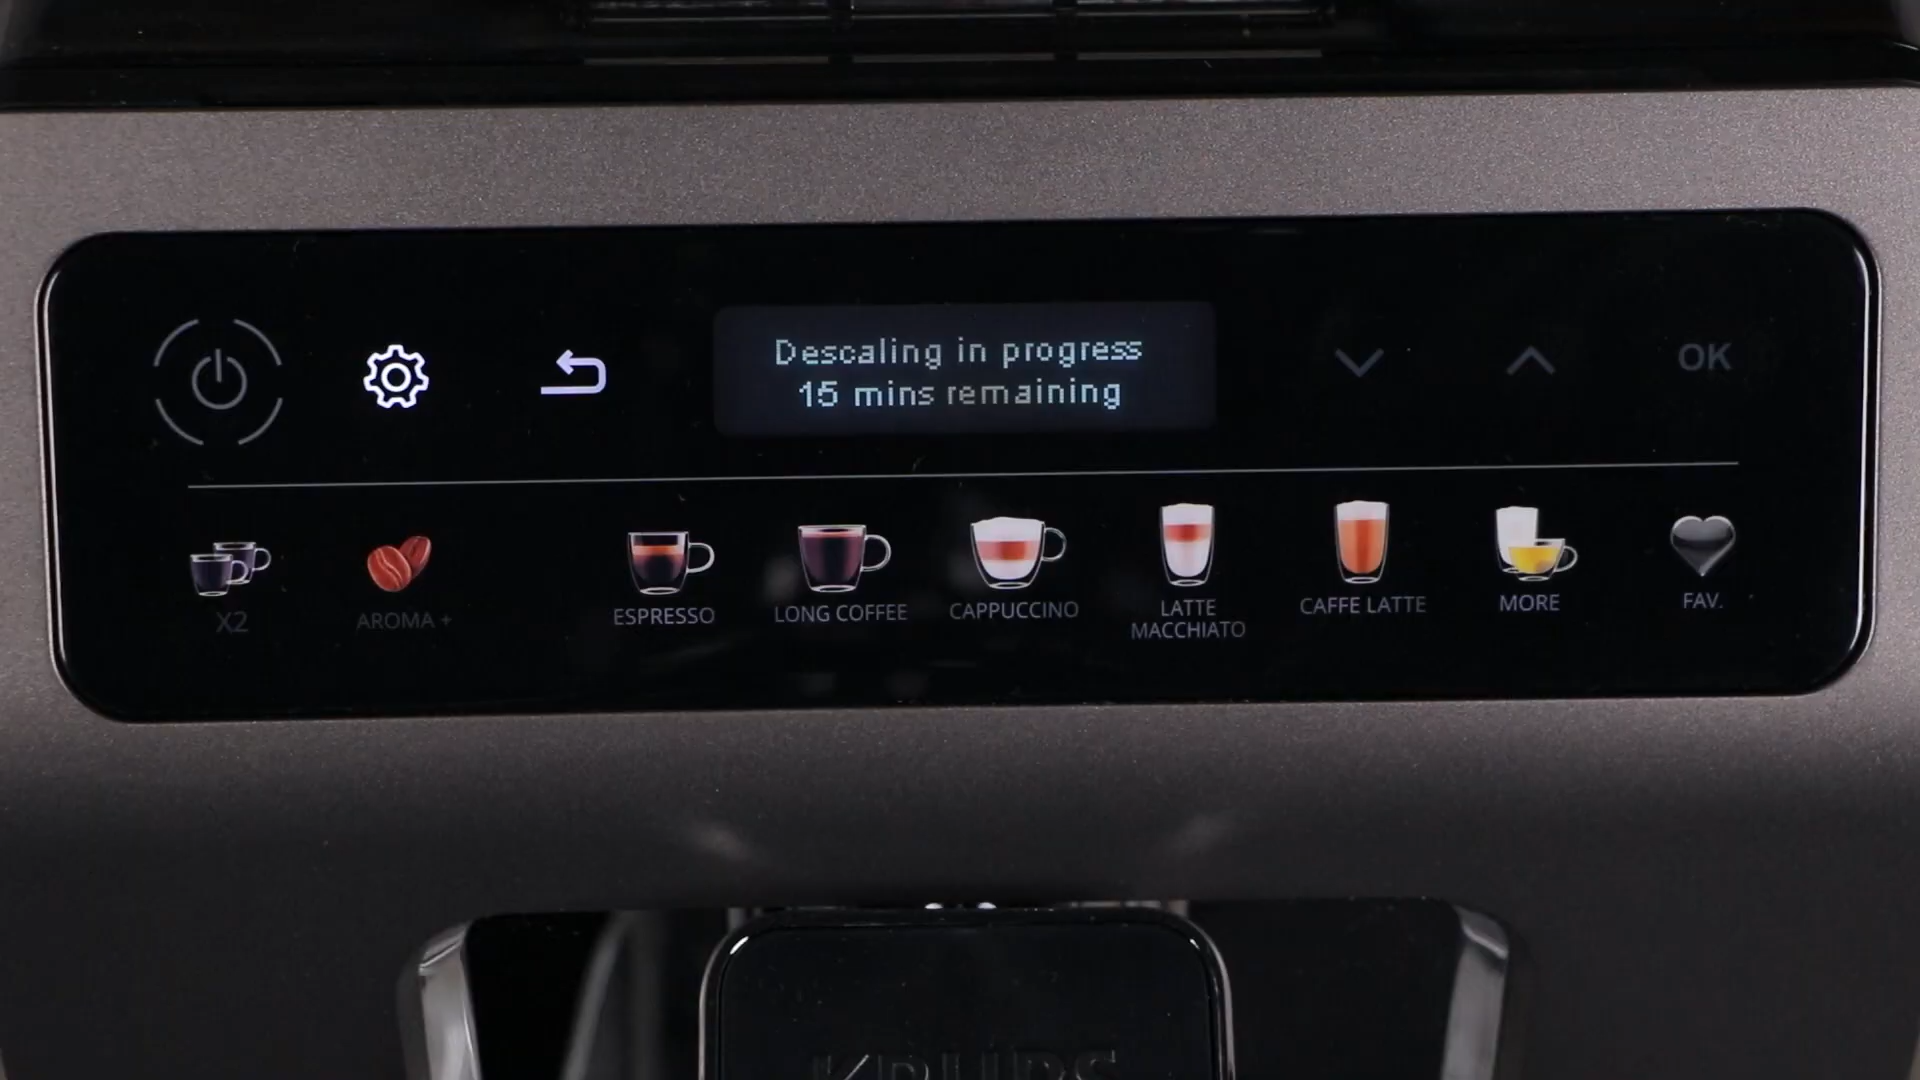 Descaling in progress
15 mins remaining
OK
X2
AROMA +
ESPRESSO
LONG COFFEE
CAPPUCCINO
LATTE
MACCHIATO
CAFFE LATTE
MORE
FAV.
KRUPS